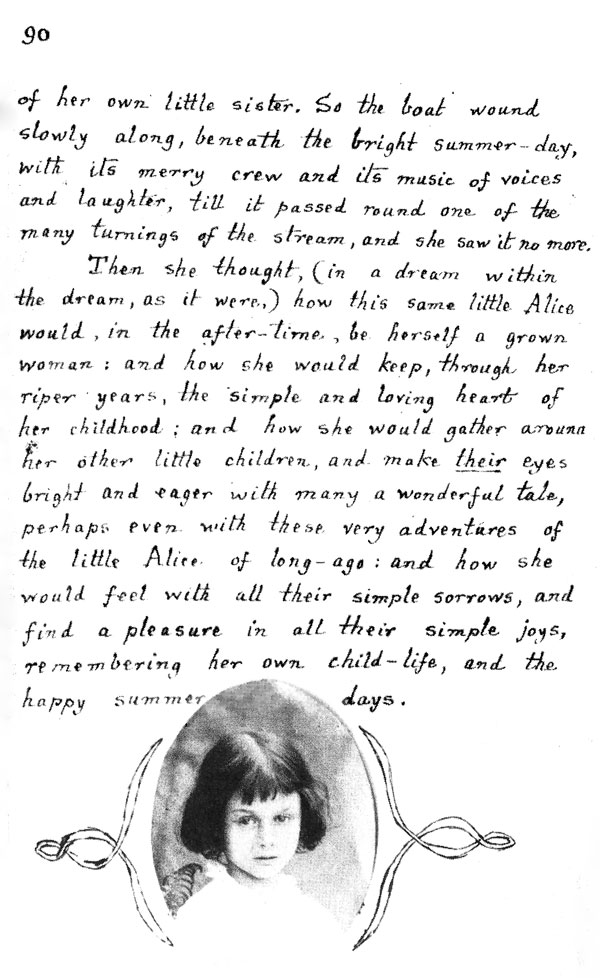 90
of her own little sister. So the boat wound
slowly along, beneath the bright summer-day,
with its merry crew and its music of voices
and laughter, till it passed round one of the
many turnings of the stream, and she saw it no more.
Then she thought, (in a dream within
the dream, as it were,) how this same little Alice
would, in the after-time, be herself a grown
woman: and how she would keep, through her
riper years, the simple and loving heart of
her childhood: and how she would gather around
her other little children, and make their eyes
bright and eager with many a wonderful tale,
perhaps even with these very adventures of
the little Alice of long-ago: and how she
would feel with all their simple sorrows, and
find a pleasure in all their simple joys,
remembering her own child-life, and the
happy summer days.